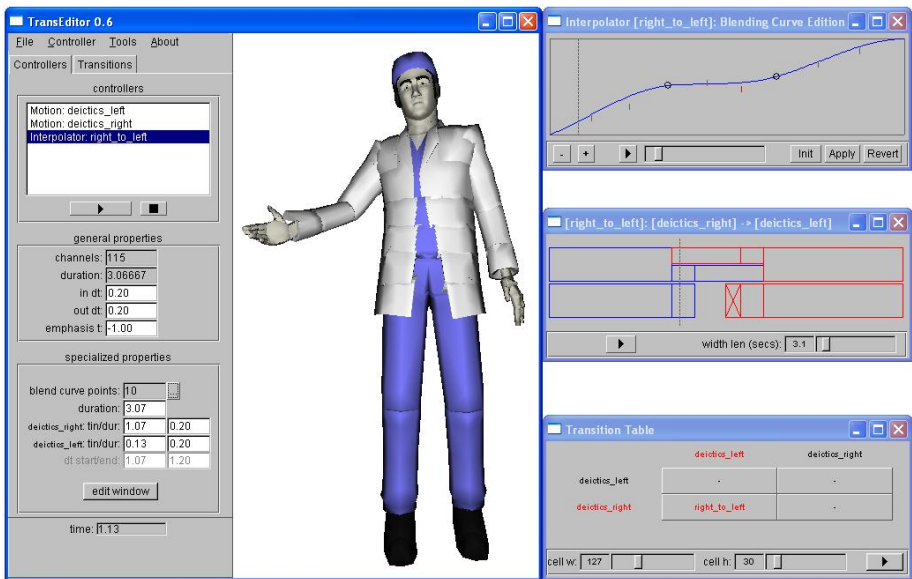 TransEditor 0.6
File Controller Tools About
Controllers Transitions
controllers
Motion: deictics_left
Motion: deictics_right
Interpolator: right_to_left
general properties
channels: 115
duration: 3.06667
in dt: 0.20
out dt: 0.20
emphasis t: -1.00
specialized properties
blend curve points: 10 ...
duration: 3.07
deictics_right: tin/dur: 1.07 0.20
deictics_left: tin/dur: 0.13 0.20
dt start/end: 1.07 1.20
edit window
time: 1.13
Interpolator [right_to_left]: Blending Curve Edition
- + Init Apply Revert
[right_to_left]: [deictics_right] -> [deictics_left]
width len (secs): 3.1
Transition Table
deictics_left deictics_right
deictics_left - -
deictics_right right_to_left -
cell w: 127 cell h: 30